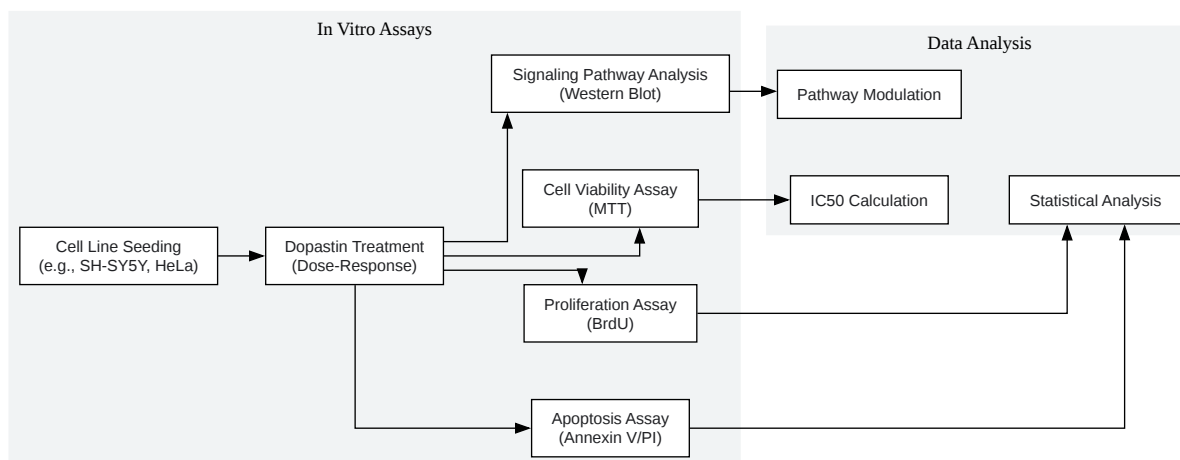 In Vitro Assays
Data Analysis
Signaling Pathway Analysis
(Western Blot)
Pathway Modulation
Cell Viability Assay
(MTT)
IC50 Calculation
Statistical Analysis
Cell Line Seeding
(e.g., SH-SY5Y, HeLa)
Dopastin Treatment
(Dose-Response)
Proliferation Assay
(BrdU)
Apoptosis Assay
(Annexin V/PI)